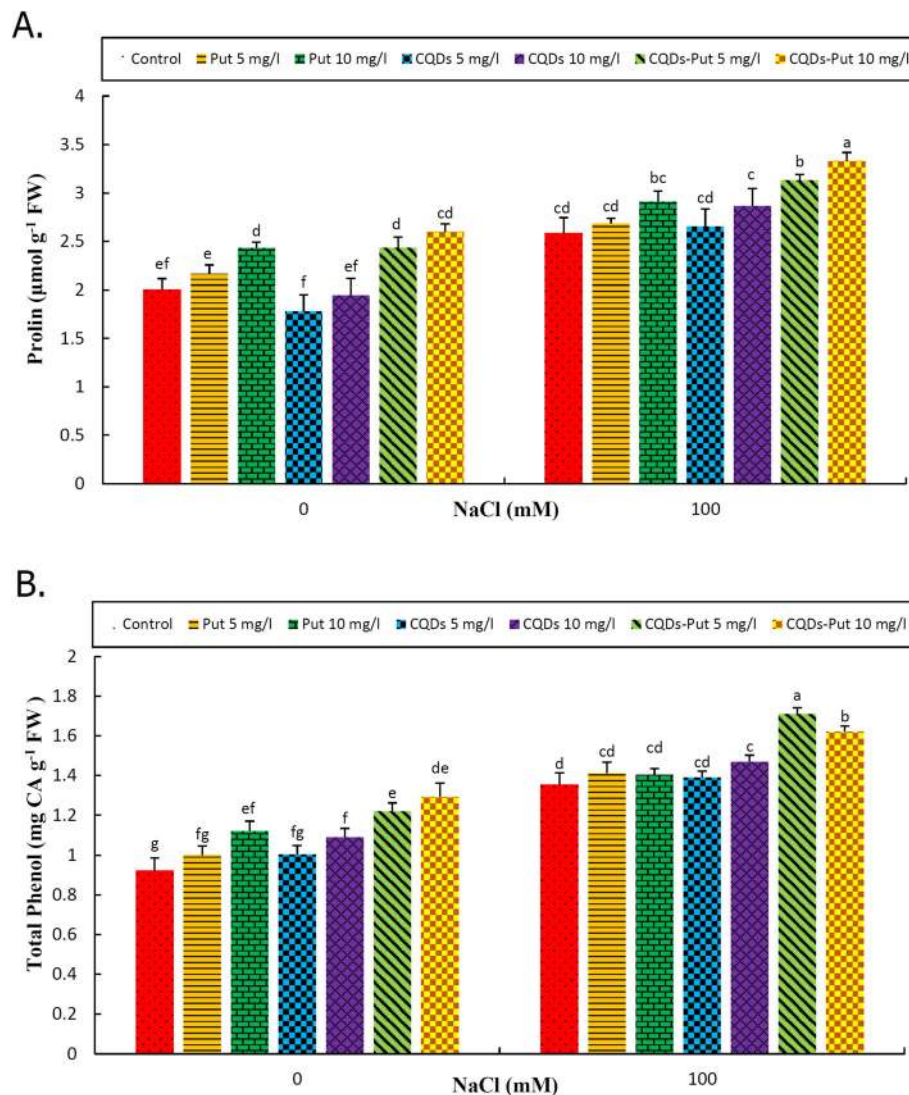 A.
Control Put 5 mg/l Put 10 mg/l CQDs 5 mg/l CQDs 10 mg/l CQDs-Put 5 mg/l CQDs-Put 10 mg/l
Prolin (µmol g⁻¹ FW)
4
3.5
3
2.5
2
1.5
1
0.5
0
ef e d f ef d cd
cd cd bc cd c b a
0 NaCl (mM) 100
B.
Control Put 5 mg/l Put 10 mg/l CQDs 5 mg/l CQDs 10 mg/l CQDs-Put 5 mg/l CQDs-Put 10 mg/l
Total Phenol (mg CA g⁻¹ FW )
2
1.8
1.6
1.4
1.2
1
0.8
0.6
0.4
0.2
0
g fg ef fg f e de
d cd cd cd c a b
0 NaCl (mM) 100